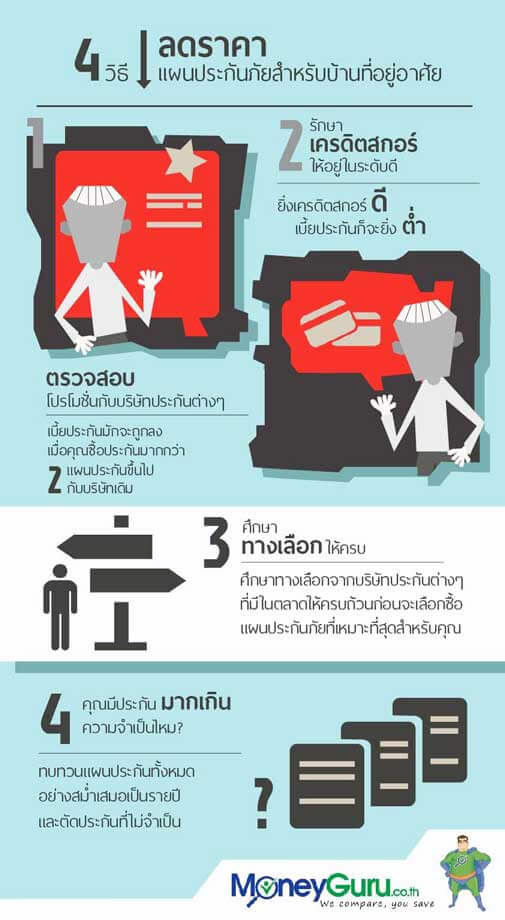 4 วิธี ลดราคา
แผนประกันภัยสำหรับบ้านที่อยู่อาศัย
1
ตรวจสอบ
โปรโมชั่นกับบริษัทประกันต่างๆ
เบี้ยประกันมักจะถูกลง
เมื่อคุณซื้อประกันมากกว่า
2 แผนประกันขึ้นไป
กับบริษัทเดิม
2 รักษา
เครดิตสกอร์
ให้อยู่ในระดับดี
ยิ่งเครดิตสกอร์ ดี
เบี้ยประกันก็จะยิ่ง ต่ำ
3 ศึกษา
ทางเลือก ให้ครบ
ศึกษาทางเลือกจากบริษัทประกันต่างๆ
ที่มีในตลาดให้ครบถ้วนก่อนจะเลือกซื้อ
แผนประกันภัยที่เหมาะที่สุดสำหรับคุณ
4 คุณมีประกัน มากเกิน
ความจำเป็นไหม?
ทบทวนแผนประกันทั้งหมด
อย่างสม่ำเสมอเป็นรายปี
และตัดประกันที่ไม่จำเป็น
?
MoneyGuru.co.th
We compare, you save